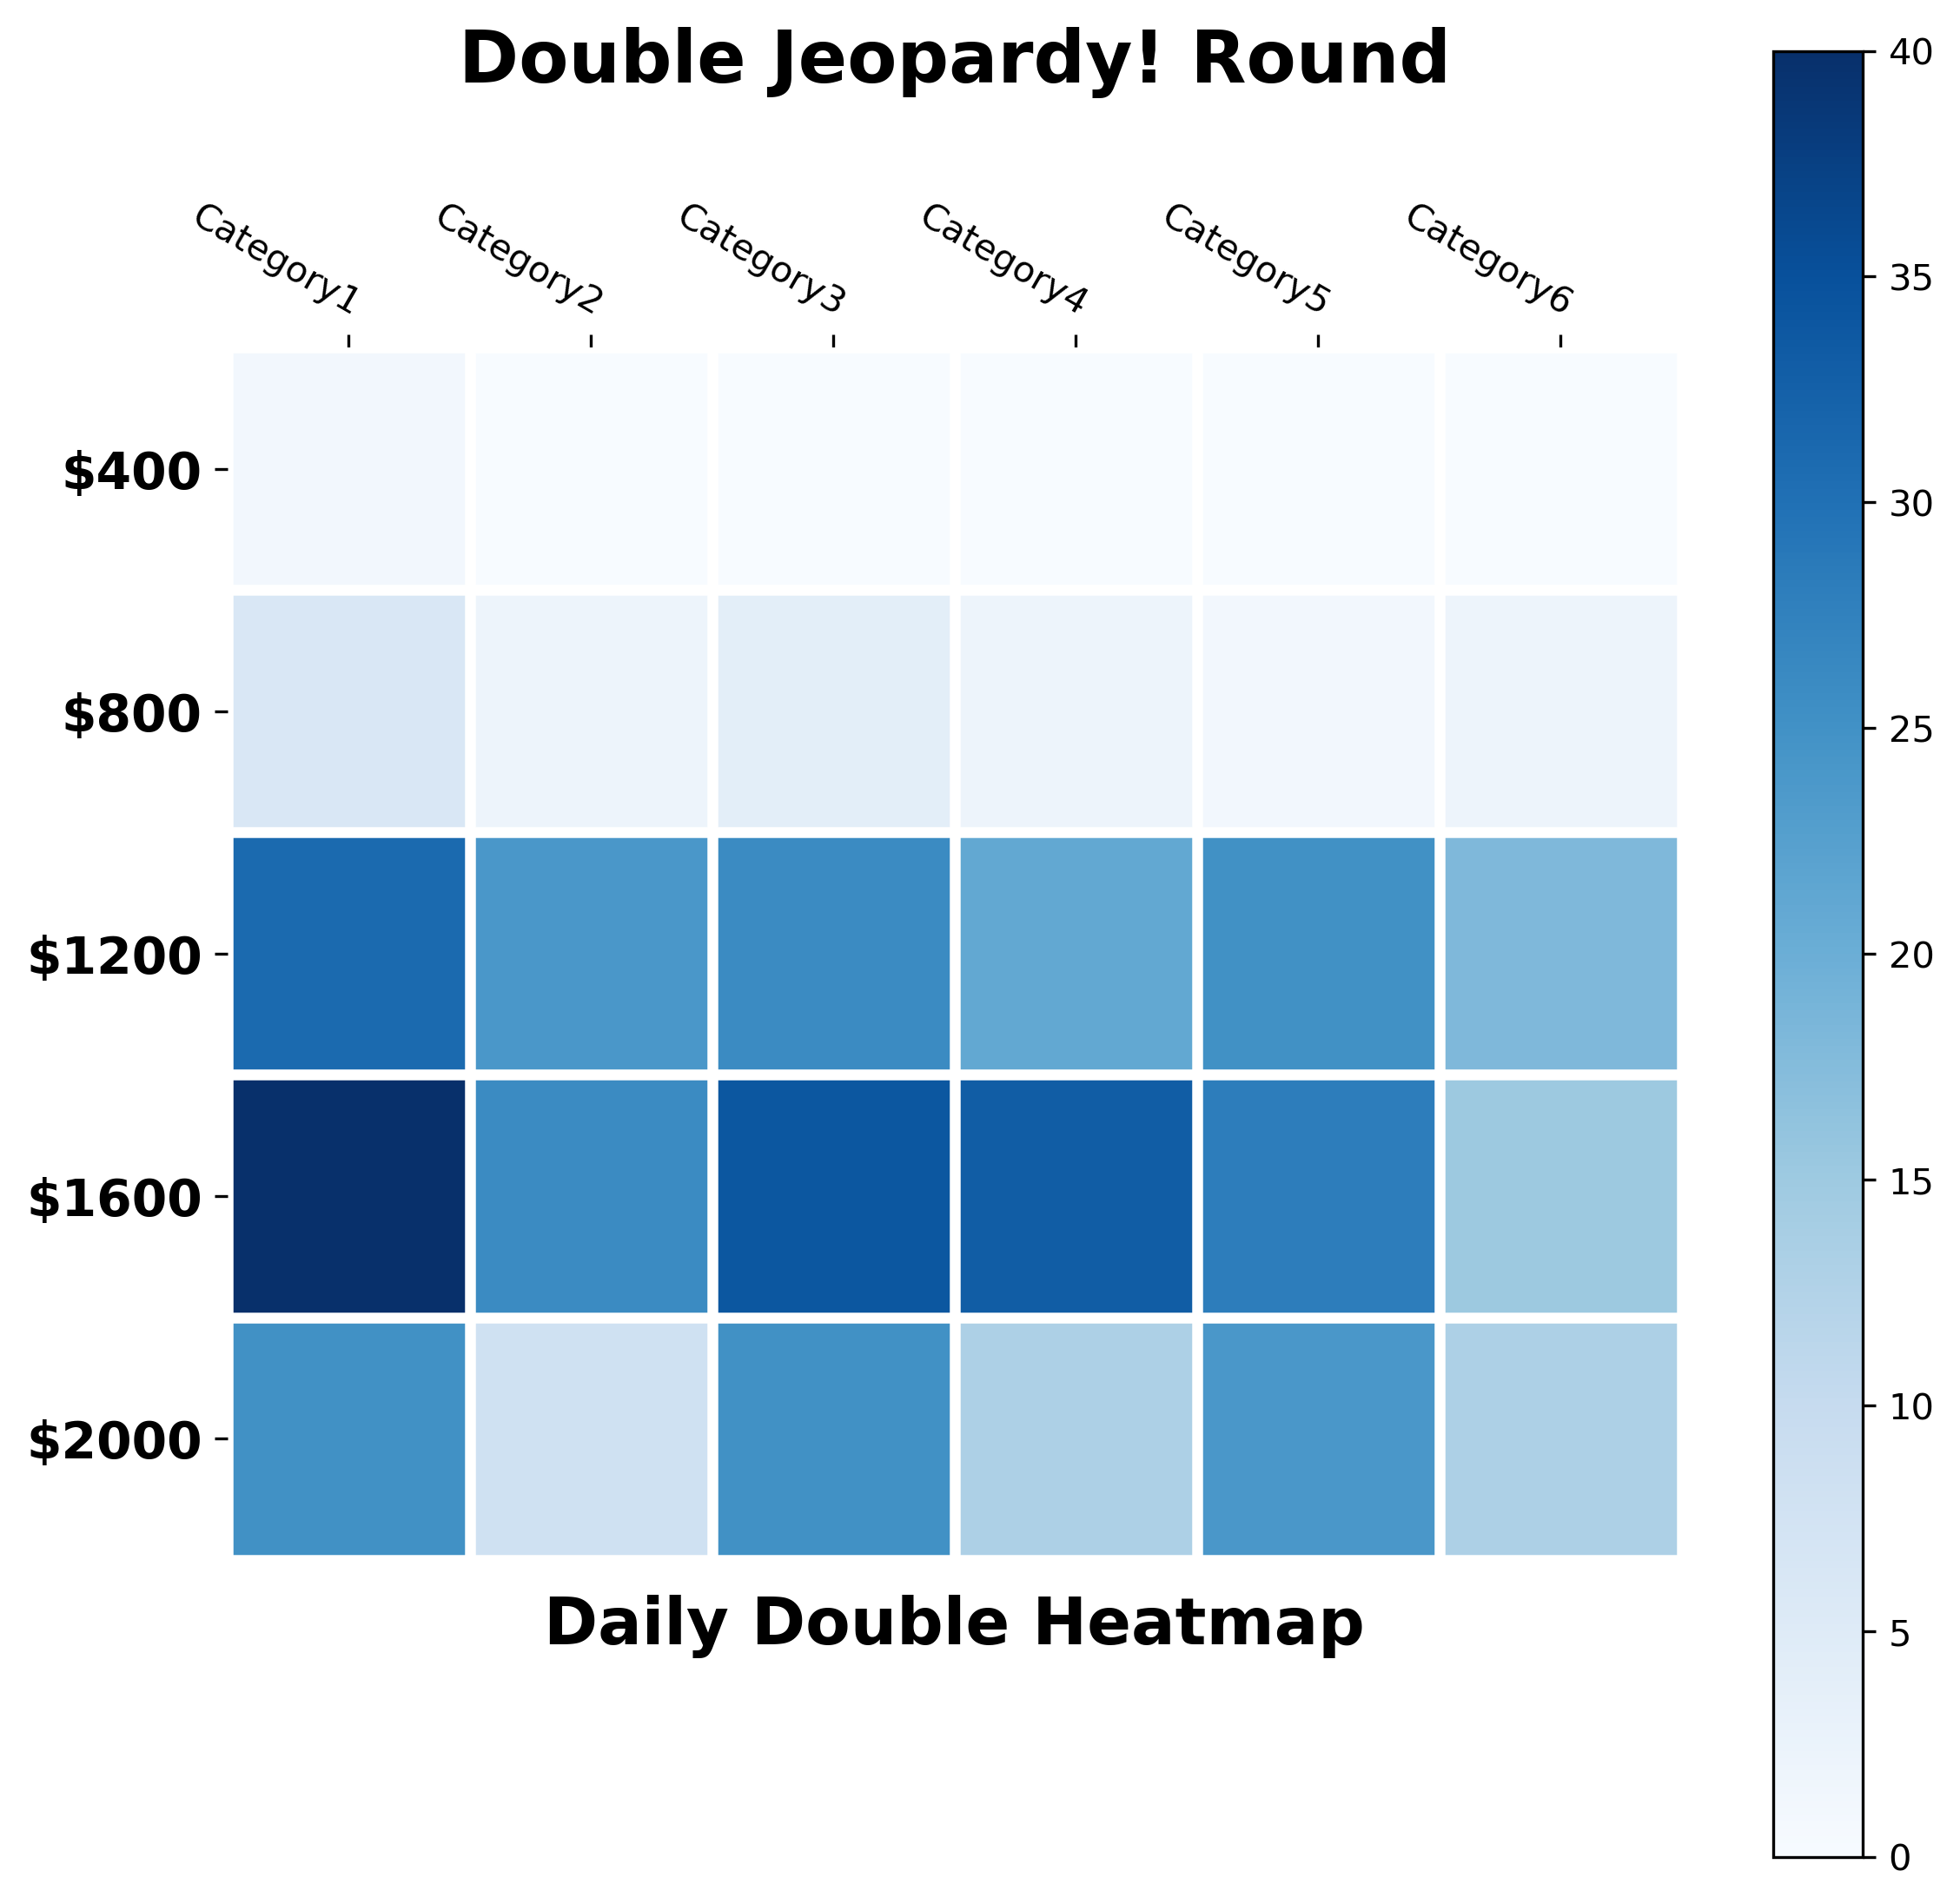 Double Jeopardy! Round
Category1
Category2
Category3
Category4
Category5
Category6
$400
$800
$1200
$1600
$2000
Daily Double Heatmap
40
35
30
25
20
15
10
5
0